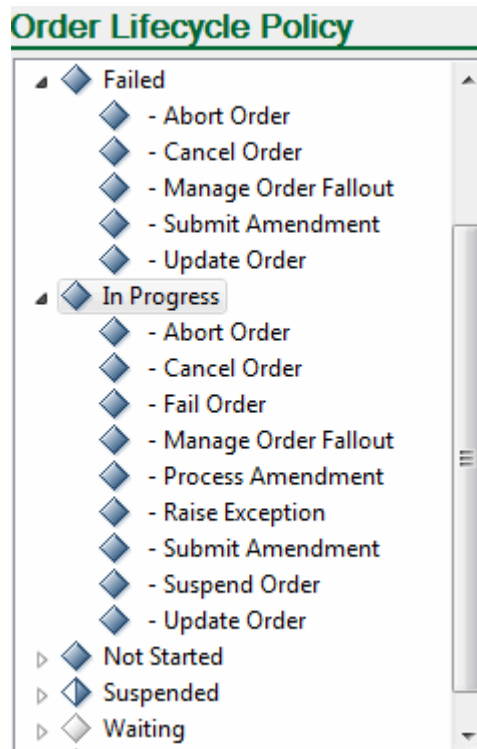 Order Lifecycle Policy
Failed
- Abort Order
- Cancel Order
- Manage Order Fallout
- Submit Amendment
- Update Order
In Progress
- Abort Order
- Cancel Order
- Fail Order
- Manage Order Fallout
- Process Amendment
- Raise Exception
- Submit Amendment
- Suspend Order
- Update Order
Not Started
Suspended
Waiting